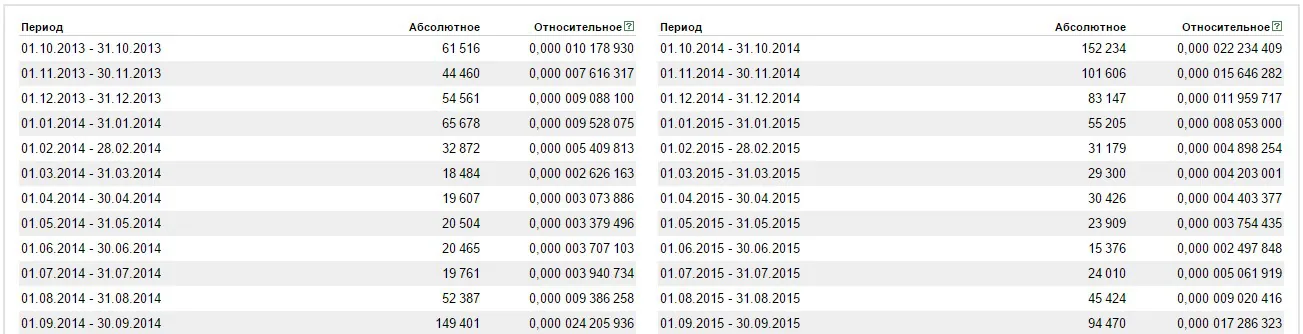 Период Абсолютное Относительное ?
01.10.2013 - 31.10.2013 61 516 0,000 010 178 930
01.11.2013 - 30.11.2013 44 460 0,000 007 616 317
01.12.2013 - 31.12.2013 54 561 0,000 009 088 100
01.01.2014 - 31.01.2014 65 678 0,000 009 528 075
01.02.2014 - 28.02.2014 32 872 0,000 005 409 813
01.03.2014 - 31.03.2014 18 484 0,000 002 626 163
01.04.2014 - 30.04.2014 19 607 0,000 003 073 886
01.05.2014 - 31.05.2014 20 504 0,000 003 379 496
01.06.2014 - 30.06.2014 20 465 0,000 003 707 103
01.07.2014 - 31.07.2014 19 761 0,000 003 940 734
01.08.2014 - 31.08.2014 52 387 0,000 009 386 258
01.09.2014 - 30.09.2014 149 401 0,000 024 205 936
Период Абсолютное Относительное ?
01.10.2014 - 31.10.2014 152 234 0,000 022 234 409
01.11.2014 - 30.11.2014 101 606 0,000 015 646 282
01.12.2014 - 31.12.2014 83 147 0,000 011 959 717
01.01.2015 - 31.01.2015 55 205 0,000 008 053 000
01.02.2015 - 28.02.2015 31 179 0,000 004 898 254
01.03.2015 - 31.03.2015 29 300 0,000 004 203 001
01.04.2015 - 30.04.2015 30 426 0,000 004 403 377
01.05.2015 - 31.05.2015 23 909 0,000 003 754 435
01.06.2015 - 30.06.2015 15 376 0,000 002 497 848
01.07.2015 - 31.07.2015 24 010 0,000 005 061 919
01.08.2015 - 31.08.2015 45 424 0,000 009 020 416
01.09.2015 - 30.09.2015 94 470 0,000 017 286 323